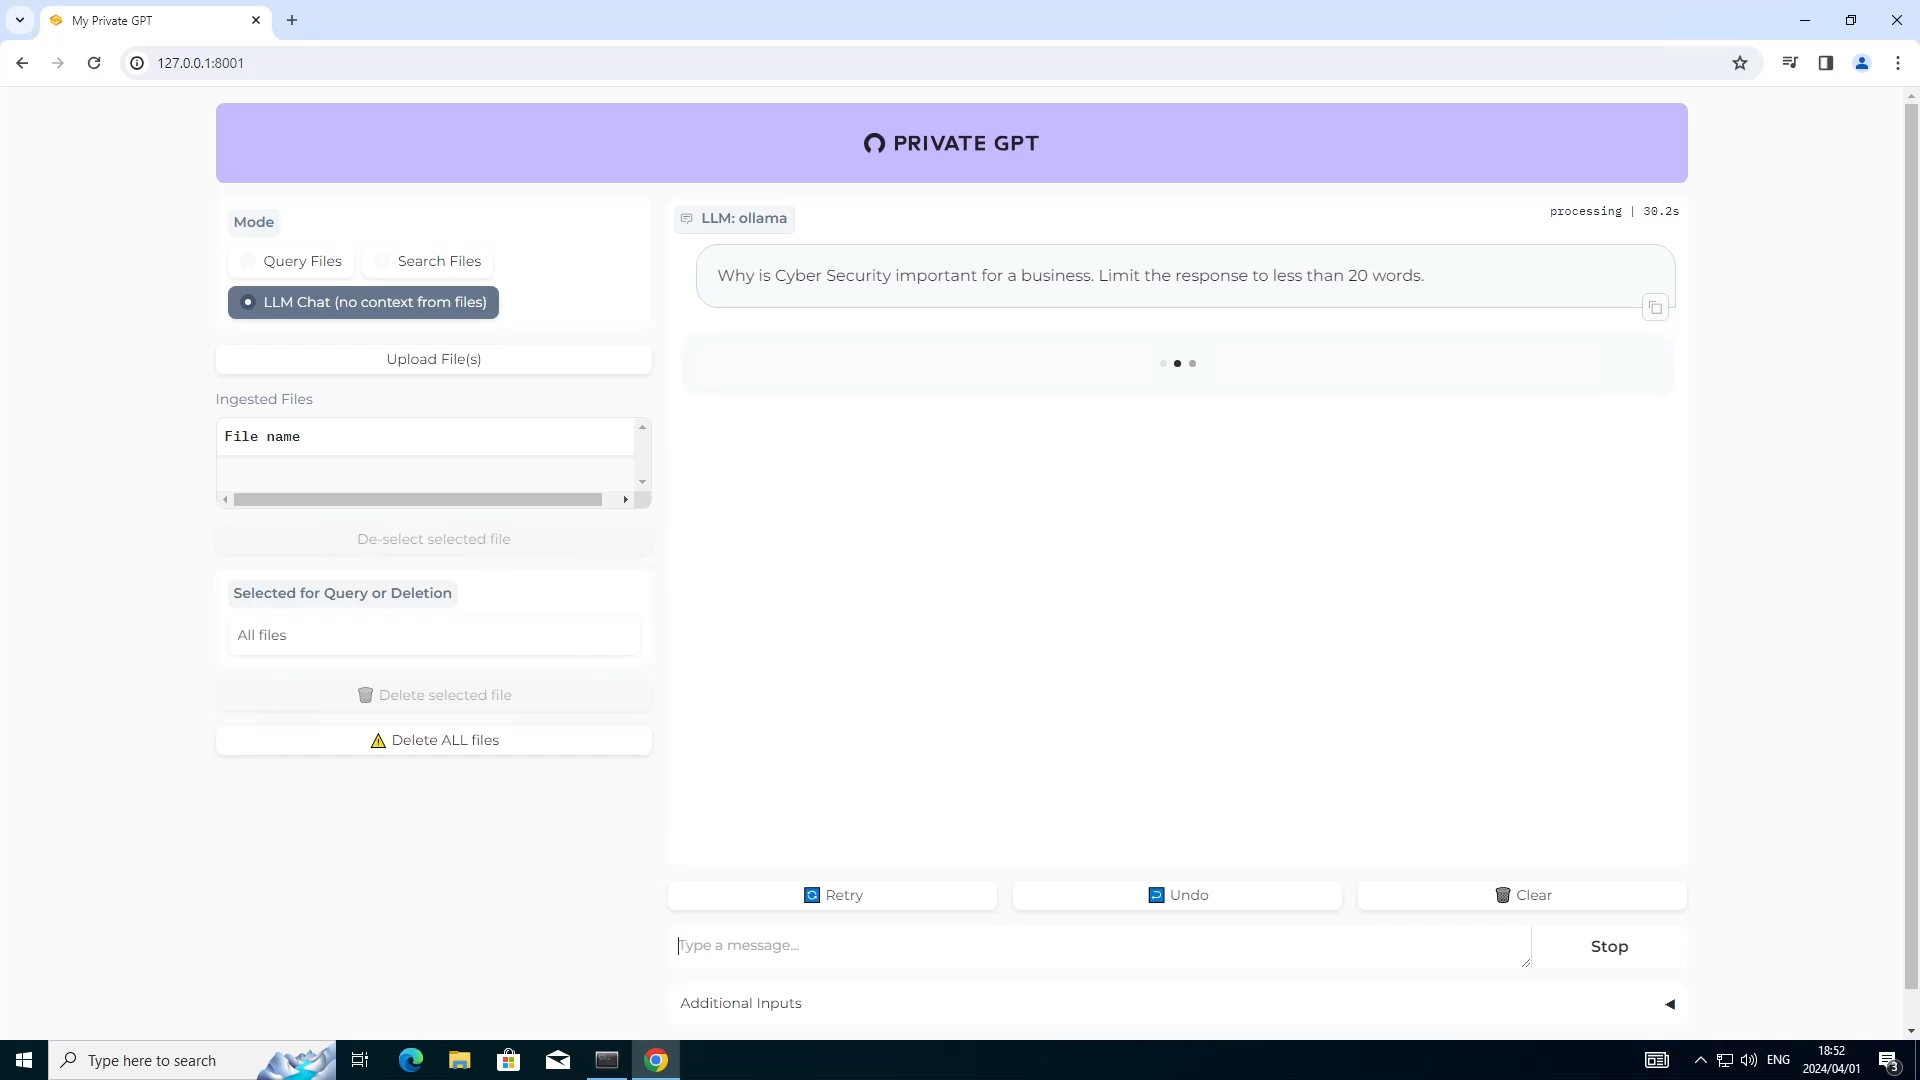 My Private GPT
127.0.0.1:8001
PRIVATE GPT
Mode
Query Files
Search Files
LLM Chat (no context from files)
Upload File(s)
Ingested Files
File name
De-select selected file
Selected for Query or Deletion
All files
Delete selected file
Delete ALL files
LLM: ollama
processing | 30.2s
Why is Cyber Security important for a business. Limit the response to less than 20 words.
Retry
Undo
Clear
Type a message...
Stop
Additional Inputs
Type here to search
ENG
18:52
2024/04/01
3